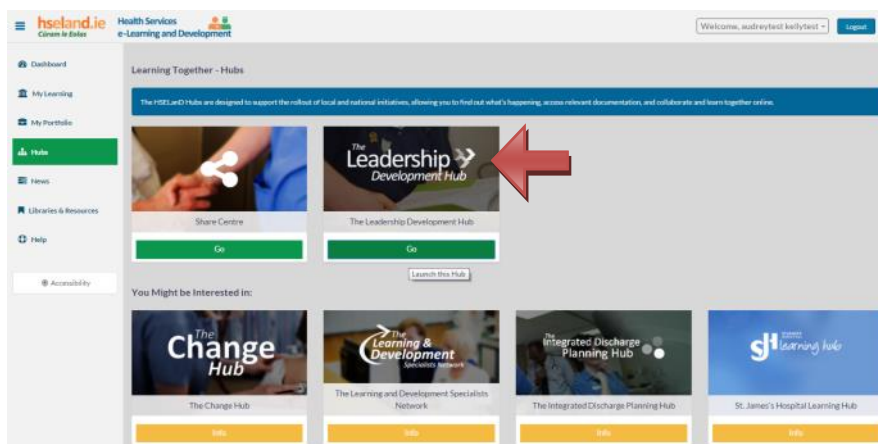 hseland.ie
Cúram le Eolas
Health Services
e-Learning and Development
Welcome, audreytest kellytest
Logout
Dashboard
My Learning
My Portfolio
Hubs
News
Libraries & Resources
Help
Accessibility
Learning Together - Hubs
The HSELanD Hubs are designed to support the rollout of local and national initiatives, allowing you to find out what's happening, access relevant documentation, and collaborate and learn together online.
Share Centre
Go
The
Leadership
Development Hub
The Leadership Development Hub
Go
Launch this Hub
You Might be Interested in:
The
Change
Hub
The Change Hub
Info
The
Learning &
Development
Specialists Network
The Learning and Development Specialists
Network
Info
The
Integrated Discharge
Planning Hub
The Integrated Discharge Planning Hub
Info
SJH learning hub
St. James's Hospital Learning Hub
Info